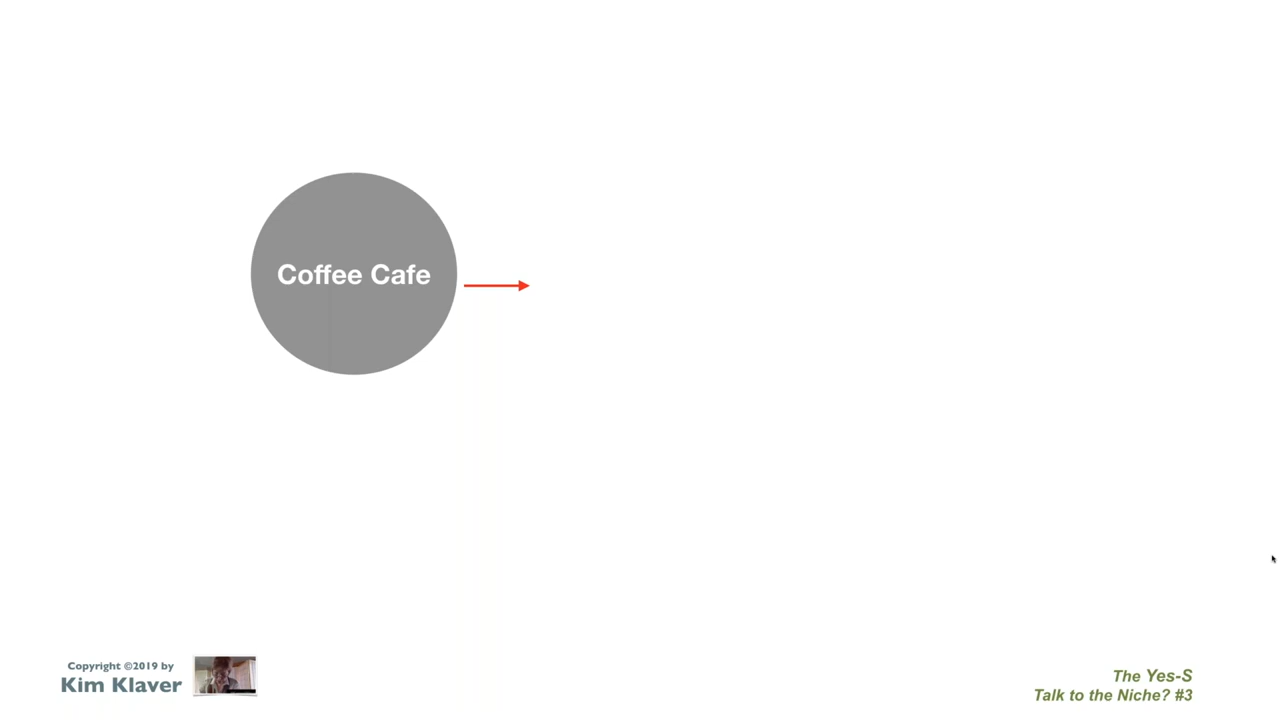 Coffee Cafe
Copyright ©2019 by
Kim Klaver
The Yes-S
Talk to the Niche? #3